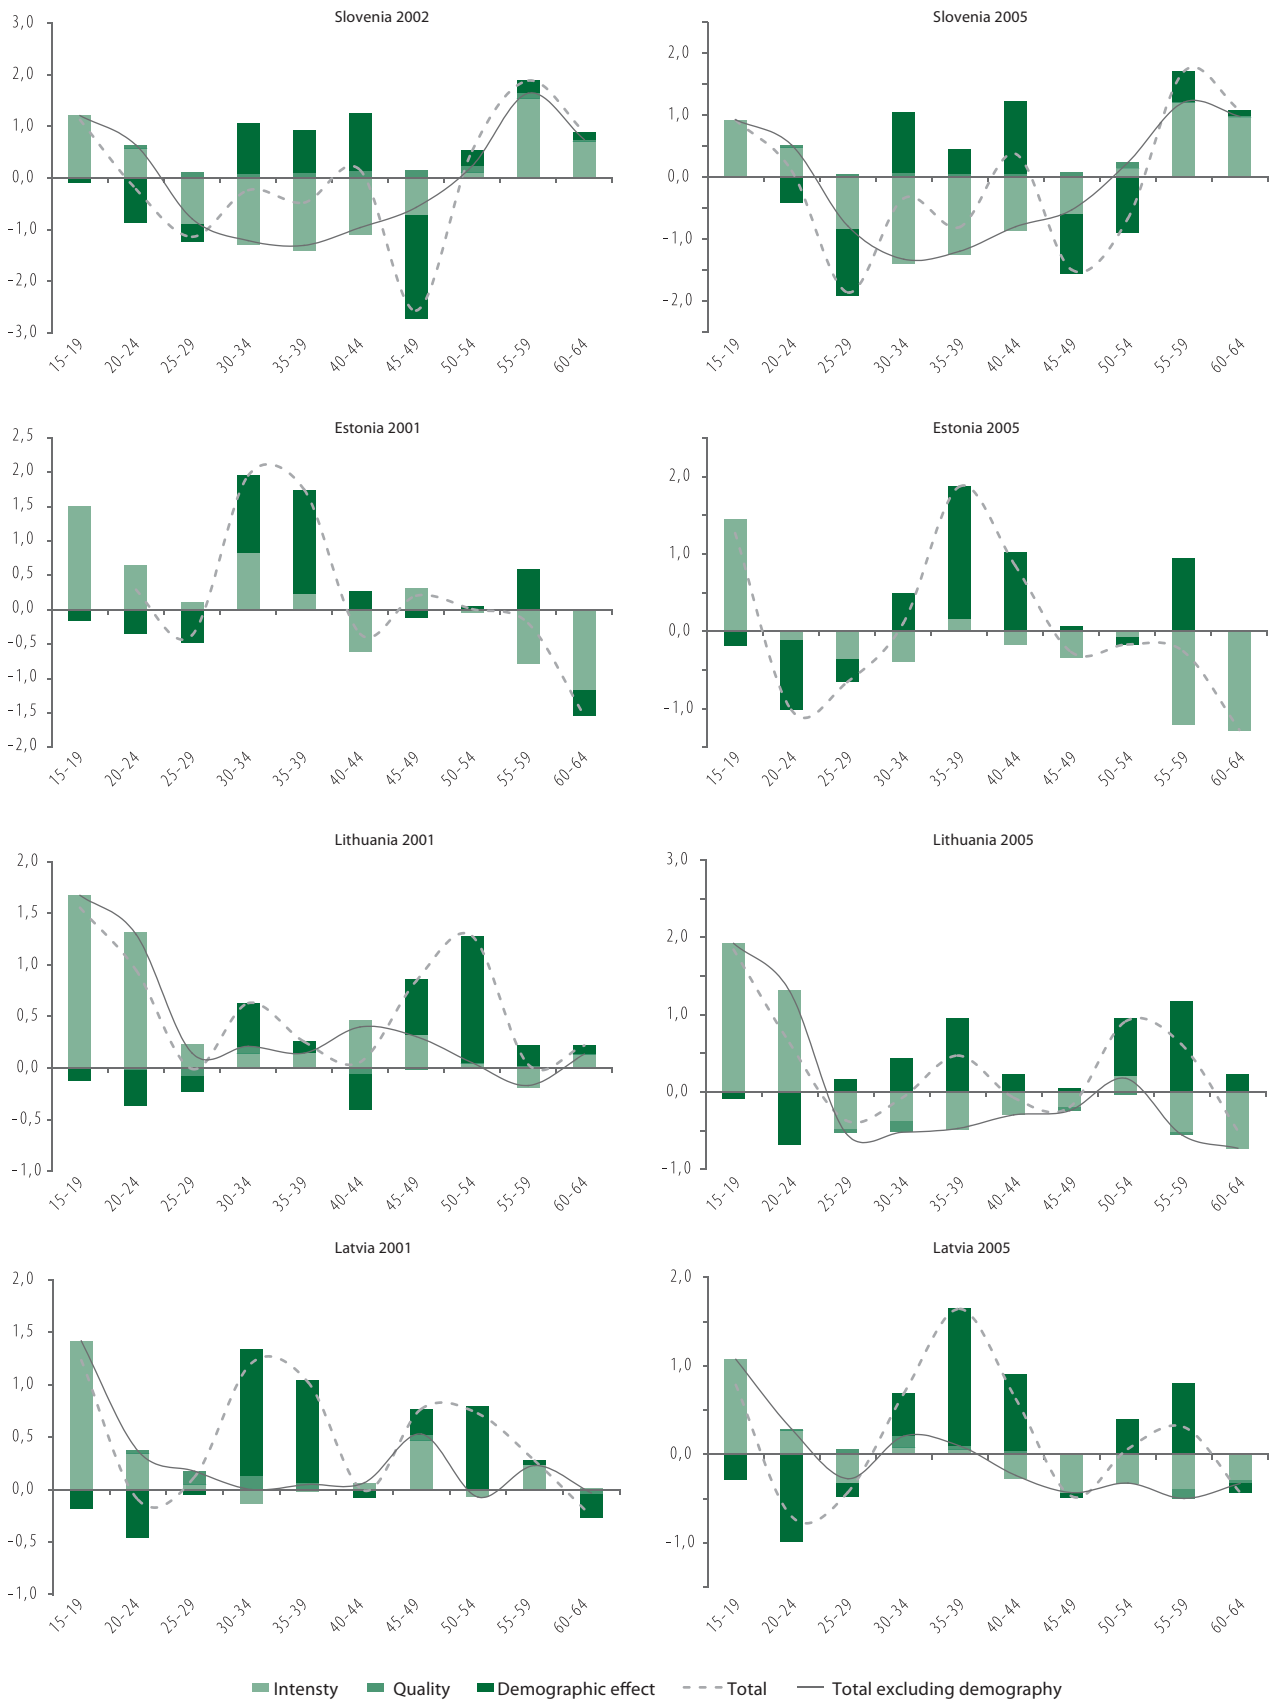 Slovenia 2002
3,0
2,0
1,0
0,0
-1,0
-2,0
-3,0
15-19 20-24 25-29 30-34 35-39 40-44 45-49 50-54 55-59 60-64
Slovenia 2005
2,0
1,0
0,0
-1,0
-2,0
15-19 20-24 25-29 30-34 35-39 40-44 45-49 50-54 55-59 60-64
Estonia 2001
2,5
2,0
1,5
1,0
0,5
0,0
-0,5
-1,0
-1,5
-2,0
15-19 20-24 25-29 30-34 35-39 40-44 45-49 50-54 55-59 60-64
Estonia 2005
2,0
1,0
0,0
-1,0
15-19 20-24 25-29 30-34 35-39 40-44 45-49 50-54 55-59 60-64
Lithuania 2001
2,0
1,5
1,0
0,5
0,0
-0,5
-1,0
15-19 20-24 25-29 30-34 35-39 40-44 45-49 50-54 55-59 60-64
Lithuania 2005
3,0
2,0
1,0
0,0
-1,0
15-19 20-24 25-29 30-34 35-39 40-44 45-49 50-54 55-59 60-64
Latvia 2001
2,0
1,5
1,0
0,5
0,0
-0,5
-1,0
15-19 20-24 25-29 30-34 35-39 40-44 45-49 50-54 55-59 60-64
Latvia 2005
2,0
1,0
0,0
-1,0
15-19 20-24 25-29 30-34 35-39 40-44 45-49 50-54 55-59 60-64
Intensty Quality Demographic effect Total Total excluding demography